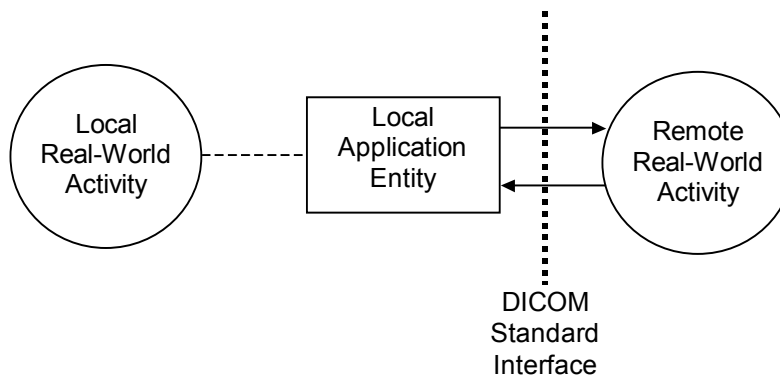 Local
Real-World
Activity
Local
Application
Entity
Remote
Real-World
Activity
DICOM
Standard
Interface